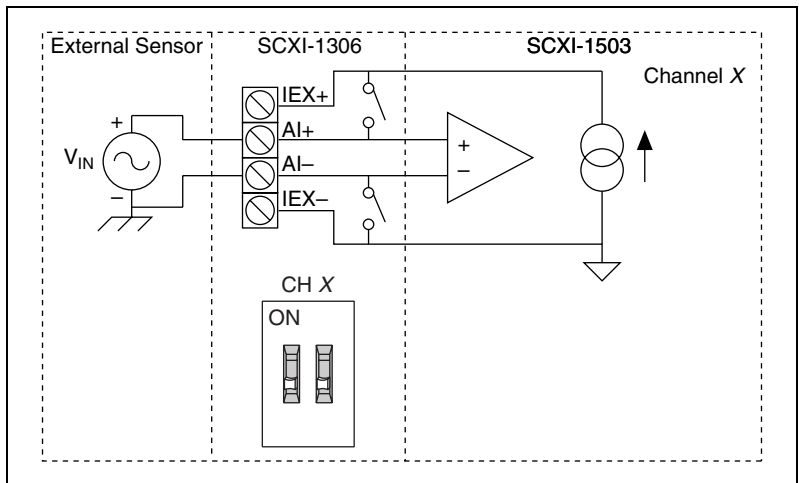 External Sensor
SCXI-1306
SCXI-1503
Channel X
IEX+
AI+
AI–
IEX–
+
VIN
–
+
–
CH X
ON